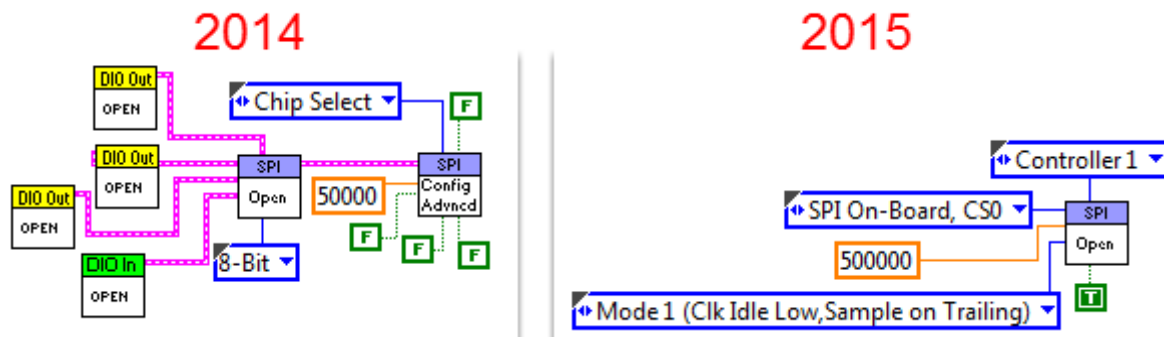 2014
2015
DIO Out
OPEN
Chip Select
F
DIO Out
OPEN
SPI
Open
SPI
Config
Advncd
50000
DIO Out
OPEN
F
F
F
DIO In
OPEN
8-Bit
Controller 1
SPI On-Board, CS0
SPI
Open
500000
T
Mode 1 (Clk Idle Low,Sample on Trailing)